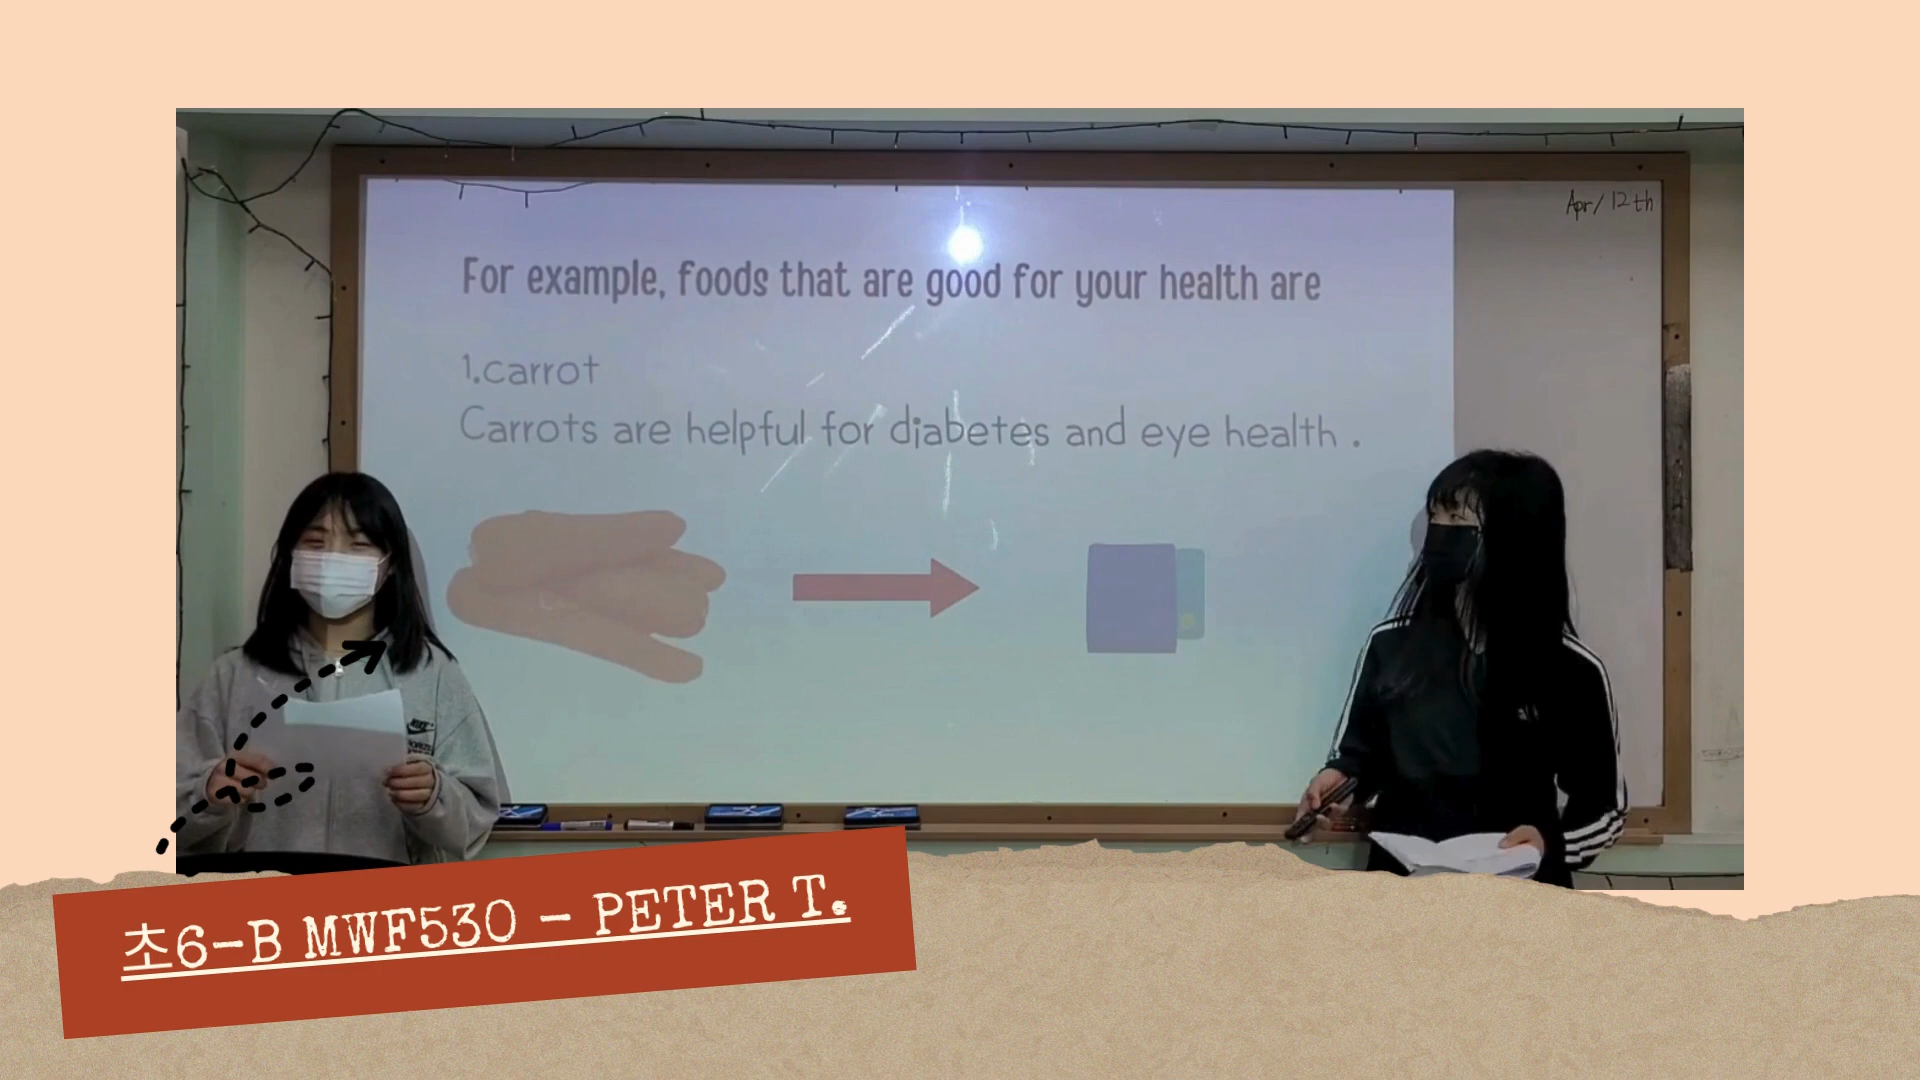 Apr/12th
For example, foods that are good for your health are
1.carrot
Carrots are helpful for diabetes and eye health .
NIKE
초6-B MWF530 - PETER T.